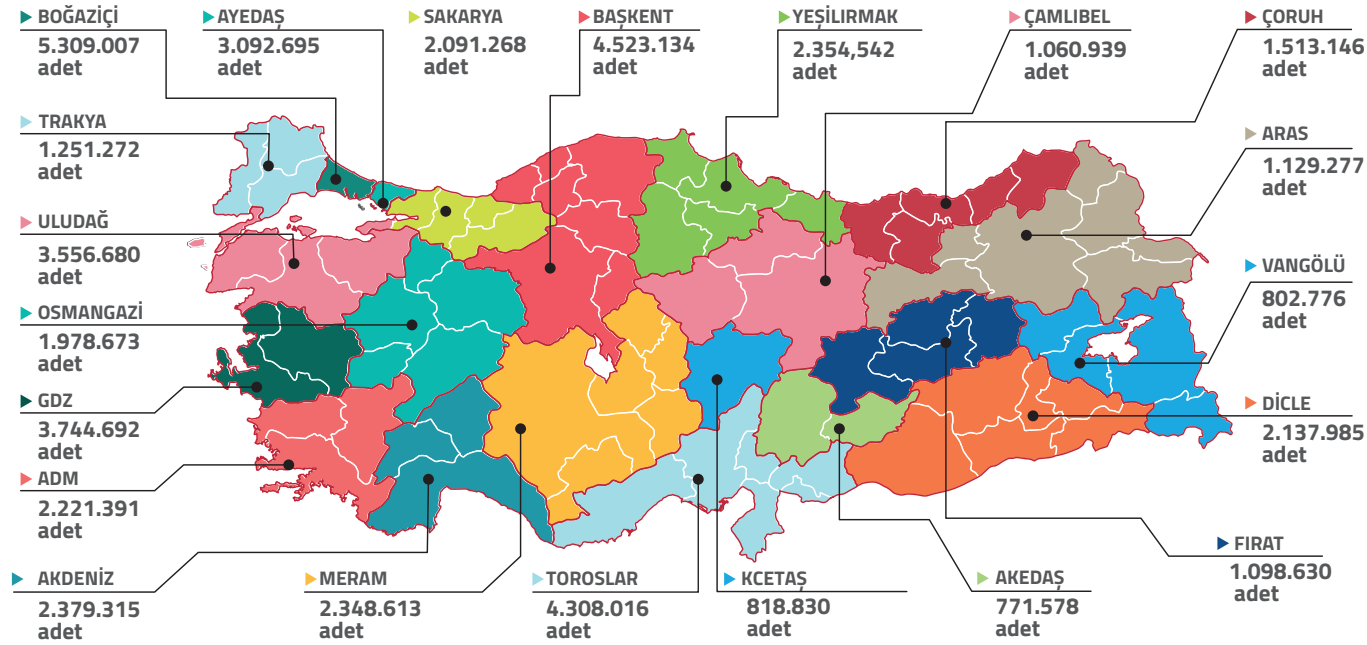 BOĞAZİÇİ
5.309.007
adet
AYEDAŞ
3.092.695
adet
SAKARYA
2.091.268
adet
BAŞKENT
4.523.134
adet
YEŞİLIRMAK
2.354,542
adet
ÇAMLIBEL
1.060.939
adet
ÇORUH
1.513.146
adet
TRAKYA
1.251.272
adet
ARAS
1.129.277
adet
ULUDAĞ
3.556.680
adet
VANGÖLÜ
802.776
adet
OSMANGAZİ
1.978.673
adet
GDZ
3.744.692
adet
DİCLE
2.137.985
adet
ADM
2.221.391
adet
FIRAT
1.098.630
adet
AKDENİZ
2.379.315
adet
MERAM
2.348.613
adet
TOROSLAR
4.308.016
adet
KCETAŞ
818.830
adet
AKEDAŞ
771.578
adet